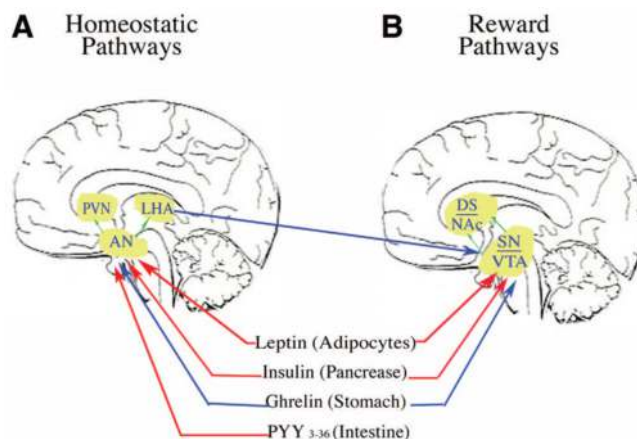 A
Homeostatic
Pathways
B
Reward
Pathways
PVN
LHA
AN
DS
NAc
SN
VTA
Leptin (Adipocytes)
Insulin (Pancrease)
Ghrelin (Stomach)
PYY 3-36 (Intestine)